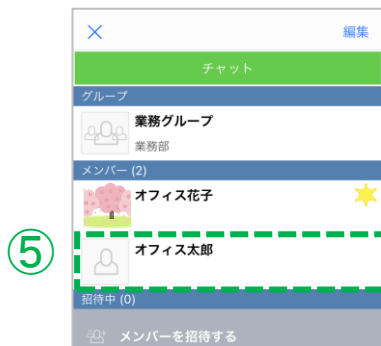 編集
チャット
グループ
業務グループ
業務部
メンバー (2)
オフィス花子
⑤
オフィス太郎
招待中 (0)
メンバーを招待する